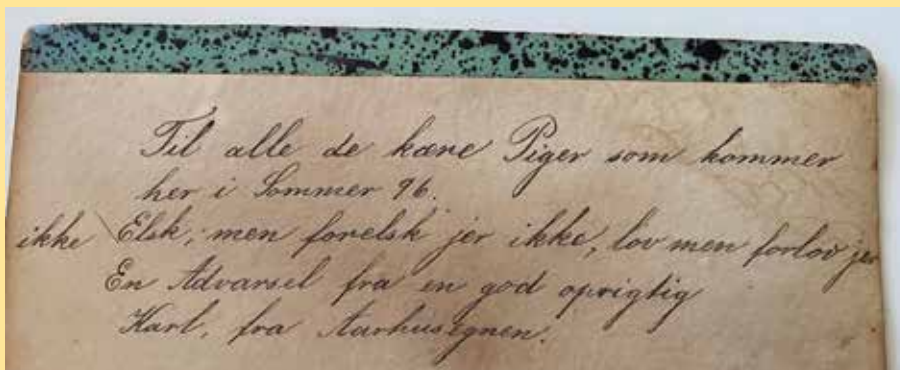 Til alle de kære Piger som kommer
her i Sommer 96.
ikke Elsk, men forelsk jer ikke, lov men forlov jer
En Advarsel fra en god oprigtig
Karl, fra Aarhusegnen.